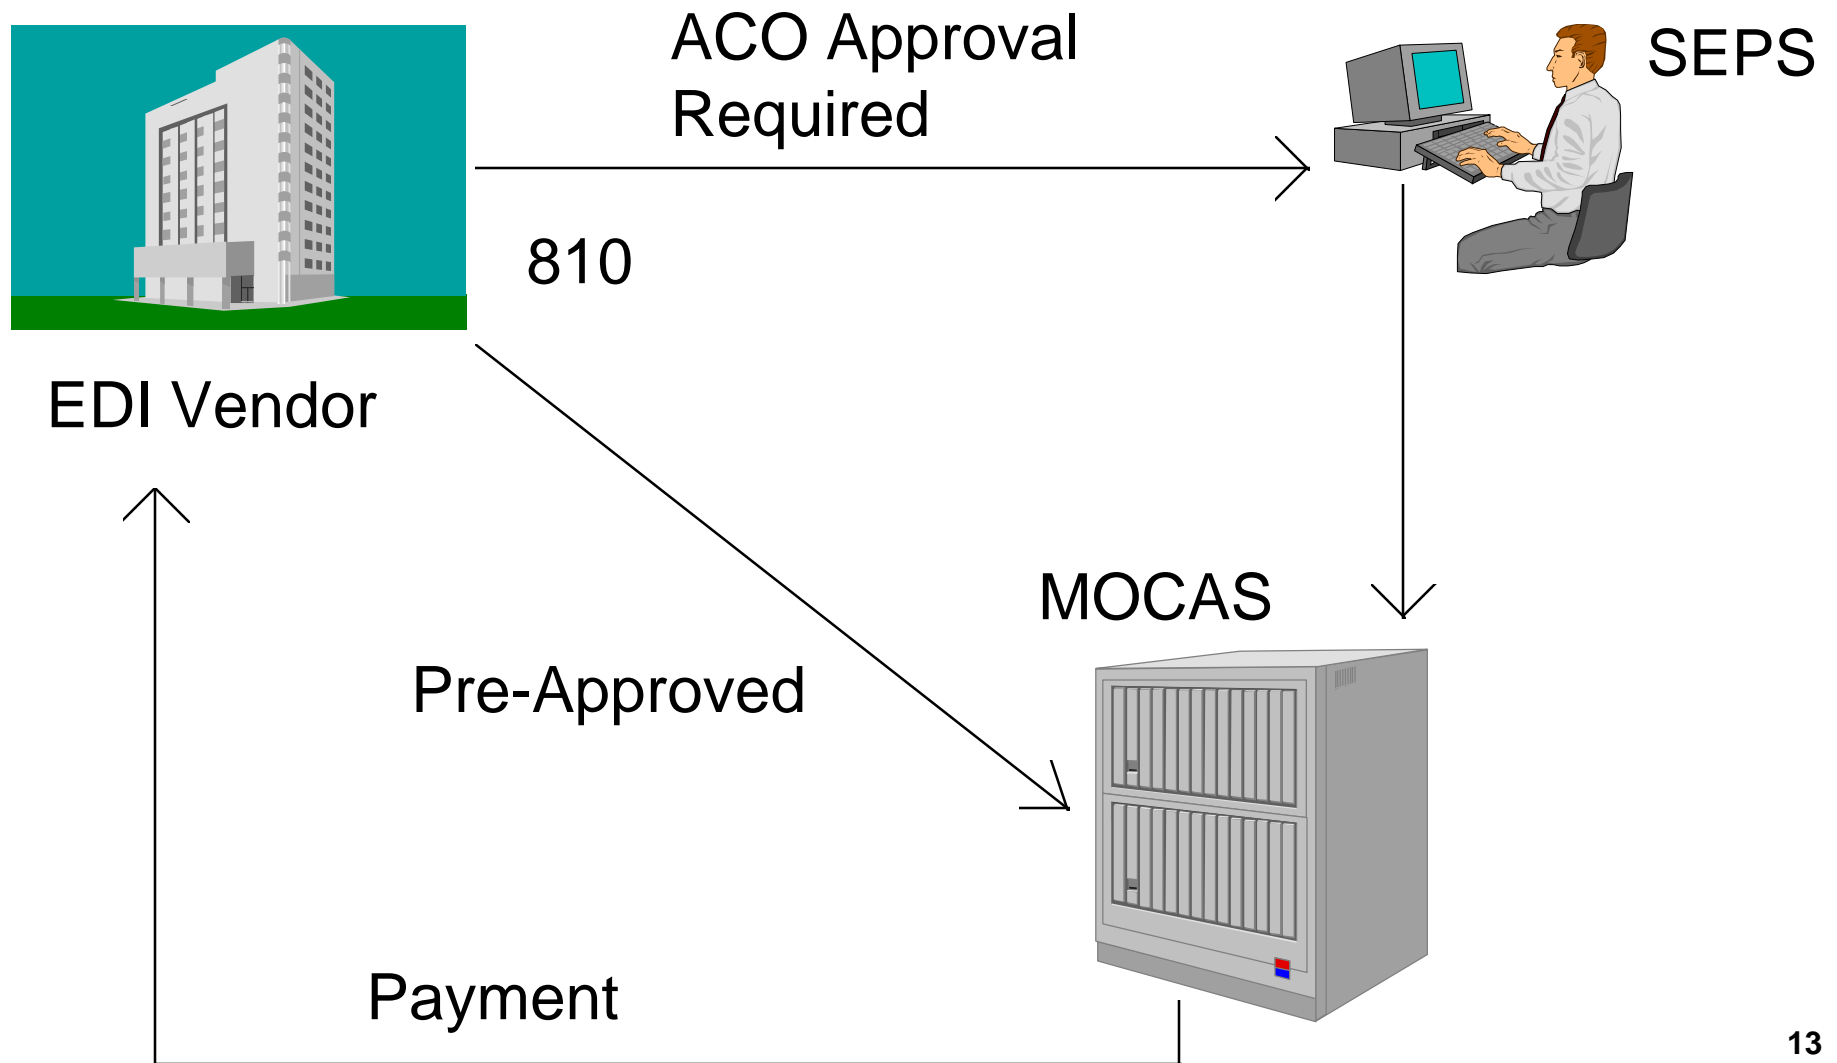 ACO Approval
Required
SEPS
810
EDI Vendor
MOCAS
Pre-Approved
Payment
13